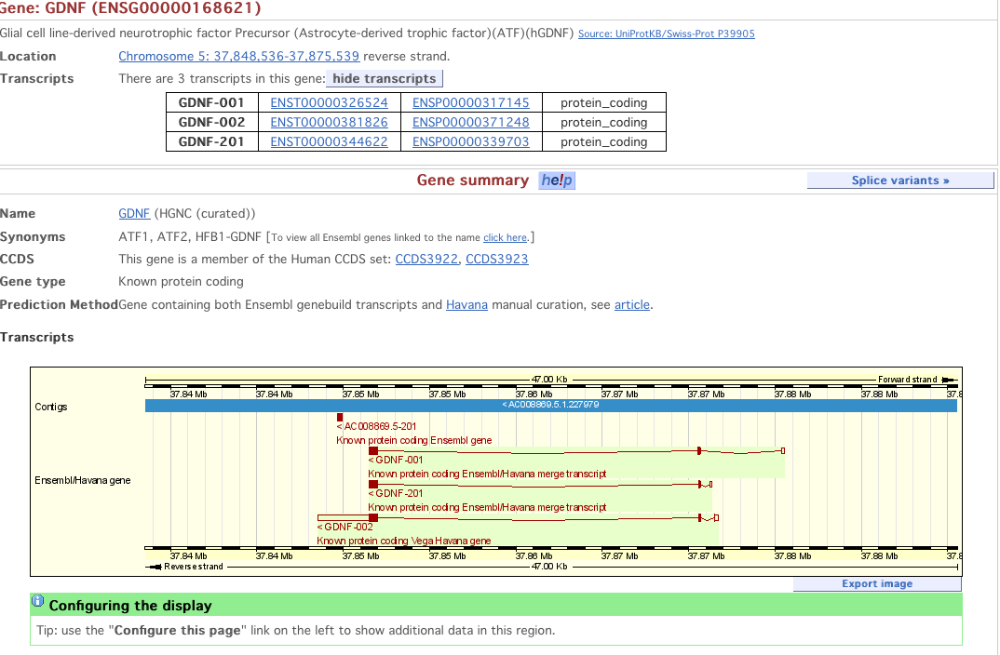 Gene: GDNF (ENSG00000168621)
Glial cell line-derived neurotrophic factor Precursor (Astrocyte-derived trophic factor)(ATF)(hGDNF) Source: UniProtKB/Swiss-Prot P39905
Location Chromosome 5: 37,848,536-37,875,539 reverse strand.
Transcripts There are 3 transcripts in this gene: hide transcripts
GDNF-001 ENST00000326524 ENSP00000317145 protein_coding
GDNF-002 ENST00000381826 ENSP00000371248 protein_coding
GDNF-201 ENST00000344622 ENSP00000339703 protein_coding
Gene summary help Splice variants »
Name GDNF (HGNC (curated))
Synonyms ATF1, ATF2, HFB1-GDNF [To view all Ensembl genes linked to the name click here.]
CCDS This gene is a member of the Human CCDS set: CCDS3922, CCDS3923
Gene type Known protein coding
Prediction Method Gene containing both Ensembl genebuild transcripts and Havana manual curation, see article.
Transcripts
47.00 Kb Forward strand
37.84 Mb 37.84 Mb 37.85 Mb 37.85 Mb 37.86 Mb 37.87 Mb 37.87 Mb 37.88 Mb 37.88 Mb 37.8
Contigs < AC008869.5.1.227979
< AC008869.5-201
Known protein coding Ensembl gene
< GDNF-001
Known protein coding Ensembl/Havana merge transcript
Ensembl/Havana gene
< GDNF-201
Known protein coding Ensembl/Havana merge transcript
< GDNF-002
Known protein coding Vega Havana gene
37.84 Mb 37.84 Mb 37.85 Mb 37.85 Mb 37.86 Mb 37.87 Mb 37.87 Mb 37.88 Mb 37.88 Mb 37.8
Reverse strand 47.00 Kb
Export image
Configuring the display
Tip: use the "Configure this page" link on the left to show additional data in this region.